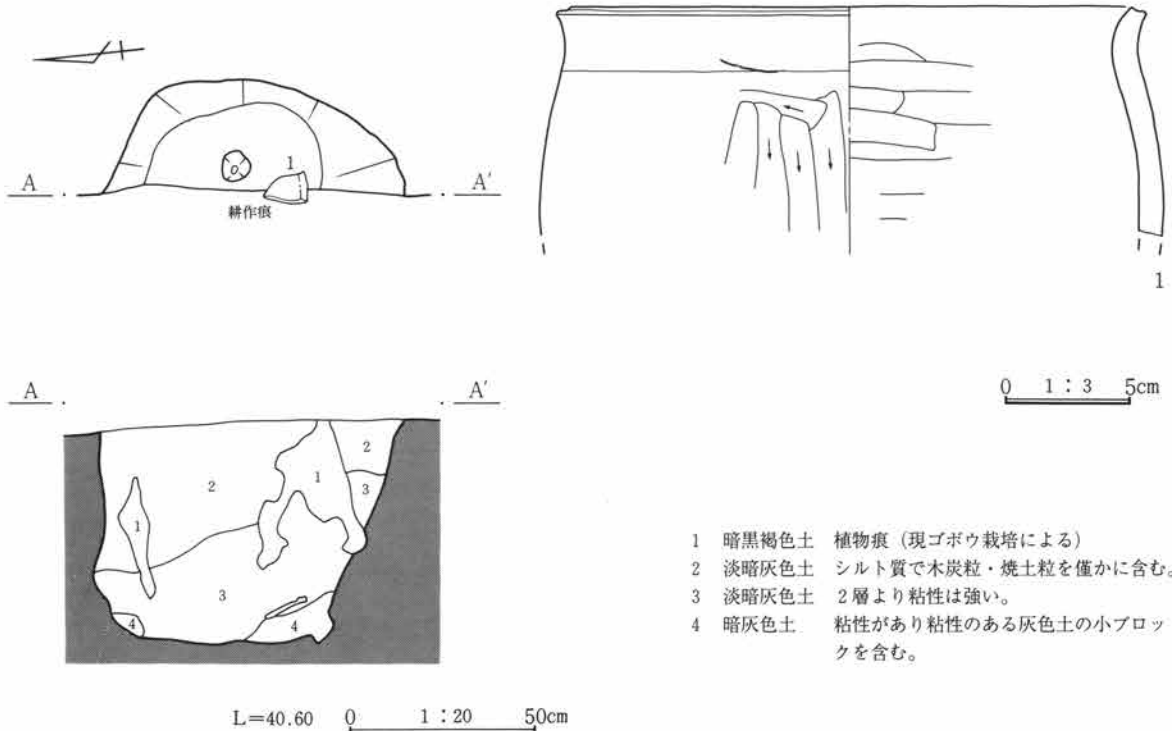 1
A
A'
耕作痕
1
0 1:3 5cm
A
A'
2
1
2
3
1
3
4
4
1 暗黒褐色土 植物痕（現ゴボウ栽培による）
2 淡暗灰色土 シルト質で木炭粒・焼土粒を僅かに含む。
3 淡暗灰色土 2層より粘性は強い。
4 暗灰色土 粘性があり粘性のある灰色土の小ブロッ
クを含む。
L=40.60 0 1:20 50cm